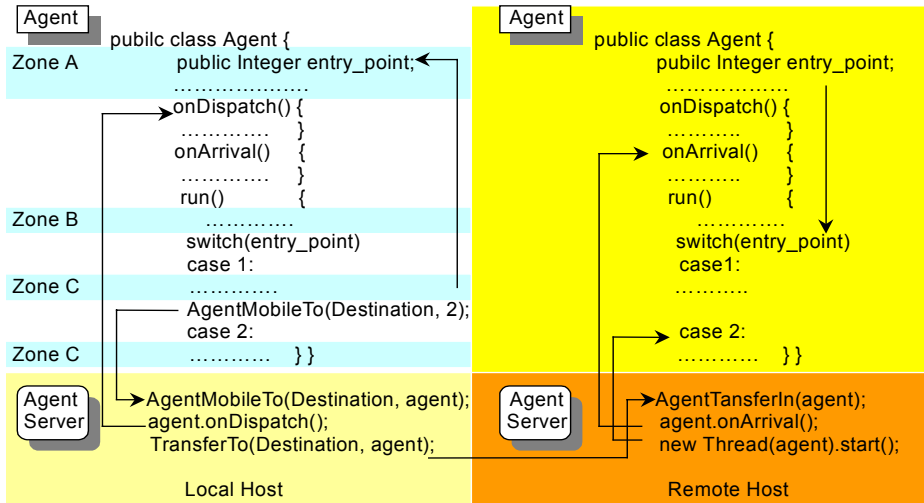 Agent
pubilc class Agent {
Zone A
public Integer entry_point;
……………….
onDispatch() {
…………. }
onArrival() {
…………. }
run() {
Zone B
………….
switch(entry_point)
case 1:
Zone C
………….
AgentMobileTo(Destination, 2);
case 2:
Zone C
………… } }
Agent
Server
AgentMobileTo(Destination, agent);
agent.onDispatch();
TransferTo(Destination, agent);
Local Host
Agent
pubilc class Agent {
public Integer entry_point;
………………
onDispatch() {
……….. }
onArrival() {
……….. }
run() {
………….
switch(entry_point)
case1:
………..
case 2:
………… } }
Agent
Server
AgentTansferIn(agent);
agent.onArrival();
new Thread(agent).start();
Remote Host